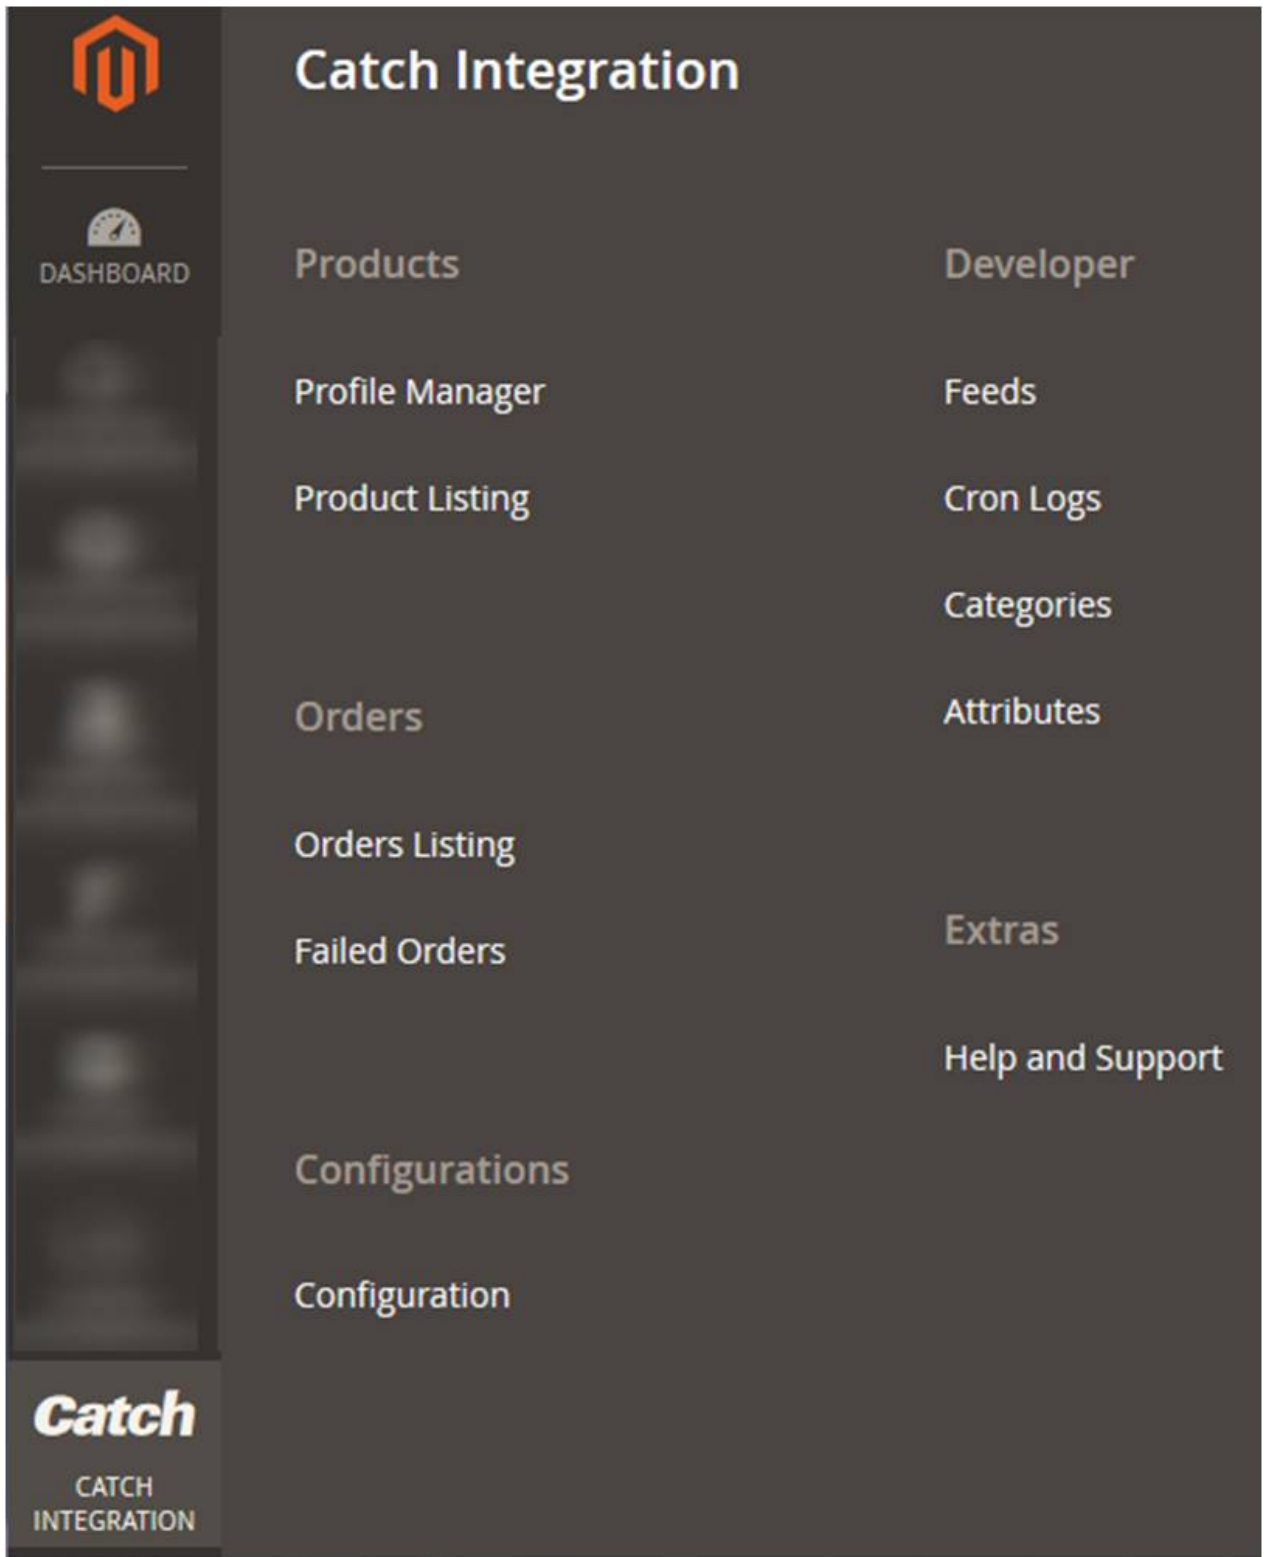 Catch Integration
DASHBOARD
Products
Profile Manager
Product Listing
Orders
Orders Listing
Failed Orders
Configurations
Configuration
Developer
Feeds
Cron Logs
Categories
Attributes
Extras
Help and Support
Catch
CATCH
INTEGRATION